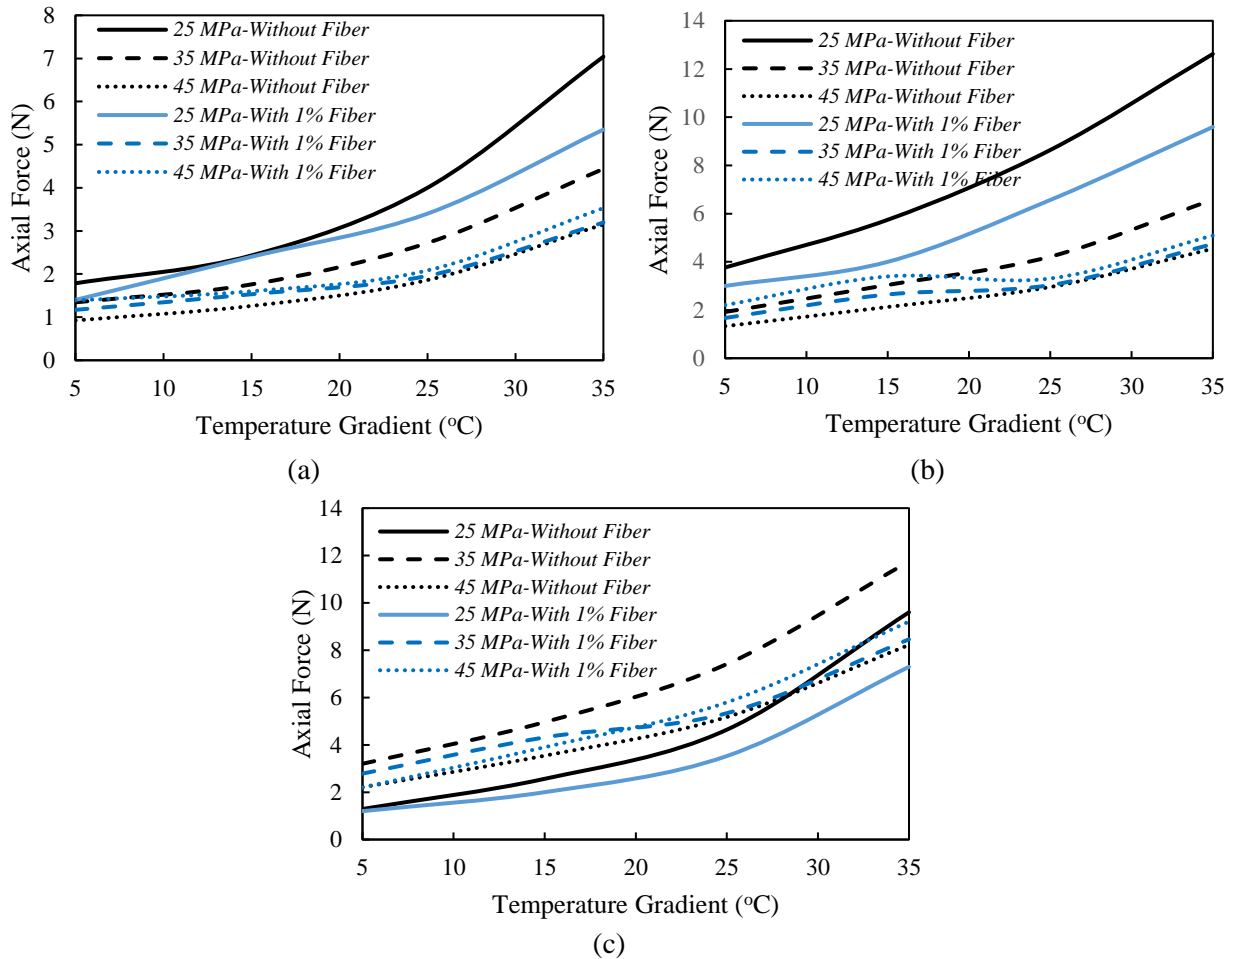 Axial Force (N)
8
7
6
5
4
3
2
1
0
25 MPa-Without Fiber
35 MPa-Without Fiber
45 MPa-Without Fiber
25 MPa-With 1% Fiber
35 MPa-With 1% Fiber
45 MPa-With 1% Fiber
5 10 15 20 25 30 35
Temperature Gradient (°C)
(a)
Axial Force (N)
14
12
10
8
6
4
2
0
25 MPa-Without Fiber
35 MPa-Without Fiber
45 MPa-Without Fiber
25 MPa-With 1% Fiber
35 MPa-With 1% Fiber
45 MPa-With 1% Fiber
5 10 15 20 25 30 35
Temperature Gradient (°C)
(b)
Axial Force (N)
14
12
10
8
6
4
2
0
25 MPa-Without Fiber
35 MPa-Without Fiber
45 MPa-Without Fiber
25 MPa-With 1% Fiber
35 MPa-With 1% Fiber
45 MPa-With 1% Fiber
5 10 15 20 25 30 35
Temperature Gradient (°C)
(c)